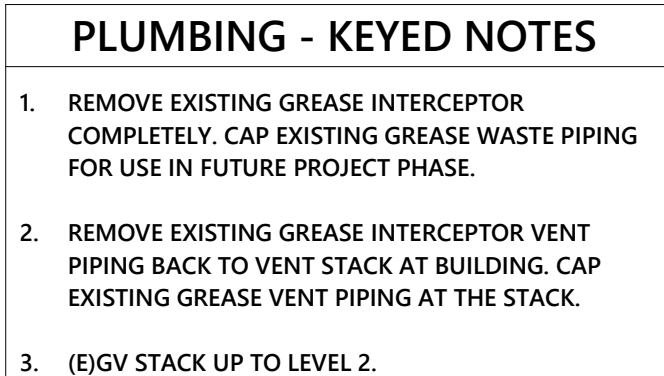 PLUMBING - KEYED NOTES
1. REMOVE EXISTING GREASE INTERCEPTOR
COMPLETELY. CAP EXISTING GREASE WASTE PIPING
FOR USE IN FUTURE PROJECT PHASE.
2. REMOVE EXISTING GREASE INTERCEPTOR VENT
PIPING BACK TO VENT STACK AT BUILDING. CAP
EXISTING GREASE VENT PIPING AT THE STACK.
3. (E)GV STACK UP TO LEVEL 2.